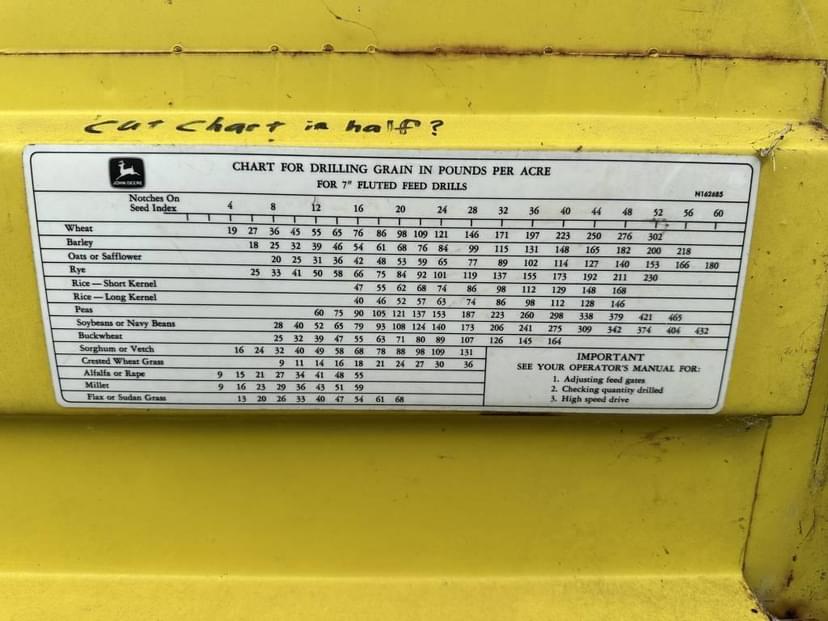 cut chart in half?
JOHN DEERE
CHART FOR DRILLING GRAIN IN POUNDS PER ACRE
FOR 7" FLUTED FEED DRILLS
N162685
Notches On
Seed Index 4 8 12 16 20 24 28 32 36 40 44 48 52 56 60
Wheat 19 27 36 45 55 65 76 86 98 109 121 146 171 197 223 250 276 302
Barley 18 25 32 39 46 54 61 68 76 84 99 115 131 148 165 182 200 218
Oats or Safflower 20 25 31 36 42 48 53 59 65 77 89 102 114 127 140 153 166 180
Rye 25 33 41 50 58 66 75 84 92 101 119 137 155 173 192 211 230
Rice — Short Kernel 47 55 62 68 74 86 98 112 129 148 168
Rice — Long Kernel 40 46 52 57 63 74 86 98 112 128 146
Peas 60 75 90 105 121 137 153 187 223 260 298 338 379 421 465
Soybeans or Navy Beans 28 40 52 65 79 93 108 124 140 173 206 241 275 309 342 374 404 432
Buckwheat 25 32 39 47 55 63 71 80 89 107 126 145 164
Sorghum or Vetch 16 24 32 40 49 58 68 78 88 98 109 131
Crested Wheat Grass 9 11 14 16 18 21 24 27 30 36
Alfalfa or Rape 9 15 21 27 34 41 48 55
Millet 9 16 23 29 36 43 51 59
Flax or Sudan Grass 13 20 26 33 40 47 54 61 68
IMPORTANT
SEE YOUR OPERATOR'S MANUAL FOR:
1. Adjusting feed gates
2. Checking quantity drilled
3. High speed drive